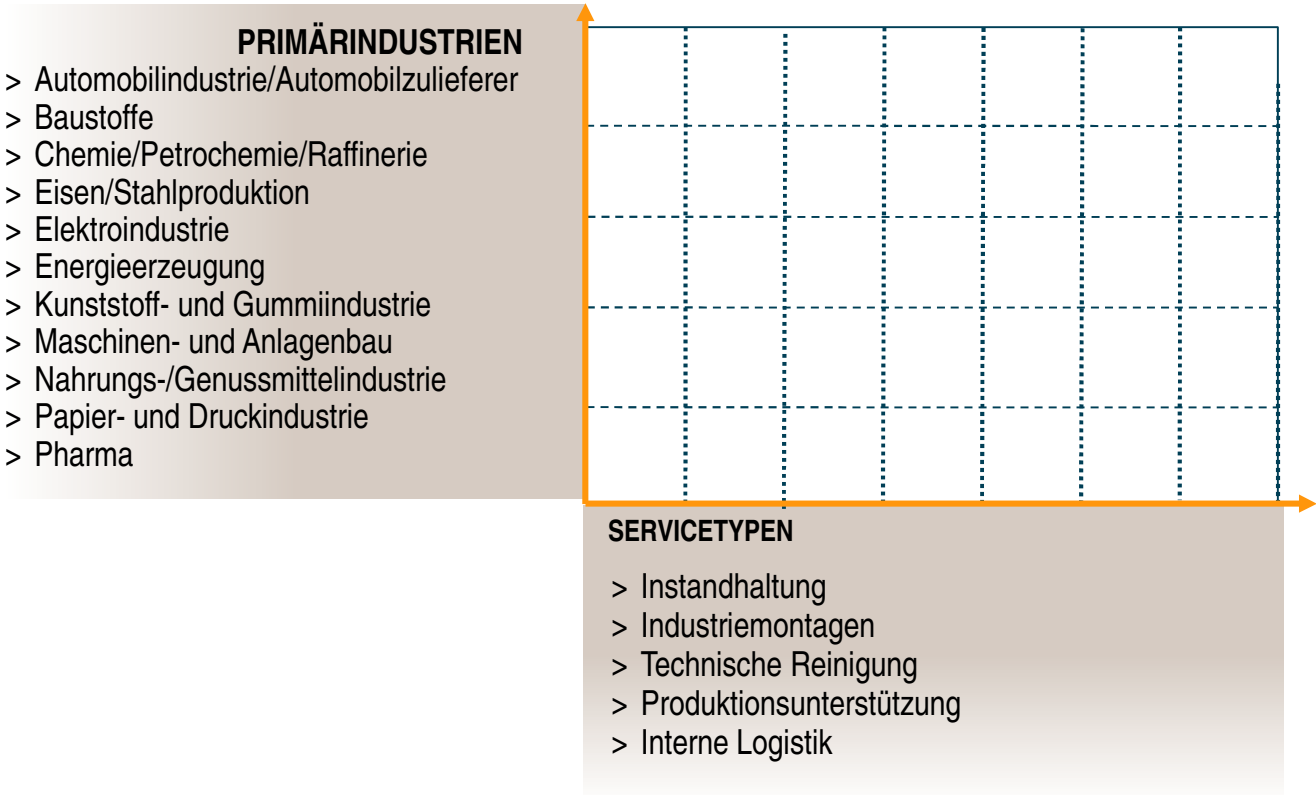 PRIMÄRINDUSTRIEN
> Automobilindustrie/Automobilzulieferer
> Baustoffe
> Chemie/Petrochemie/Raffinerie
> Eisen/Stahlproduktion
> Elektroindustrie
> Energieerzeugung
> Kunststoff- und Gummiindustrie
> Maschinen- und Anlagenbau
> Nahrungs-/Genussmittelindustrie
> Papier- und Druckindustrie
> Pharma
SERVICETYPEN
> Instandhaltung
> Industriemontagen
> Technische Reinigung
> Produktionsunterstützung
> Interne Logistik